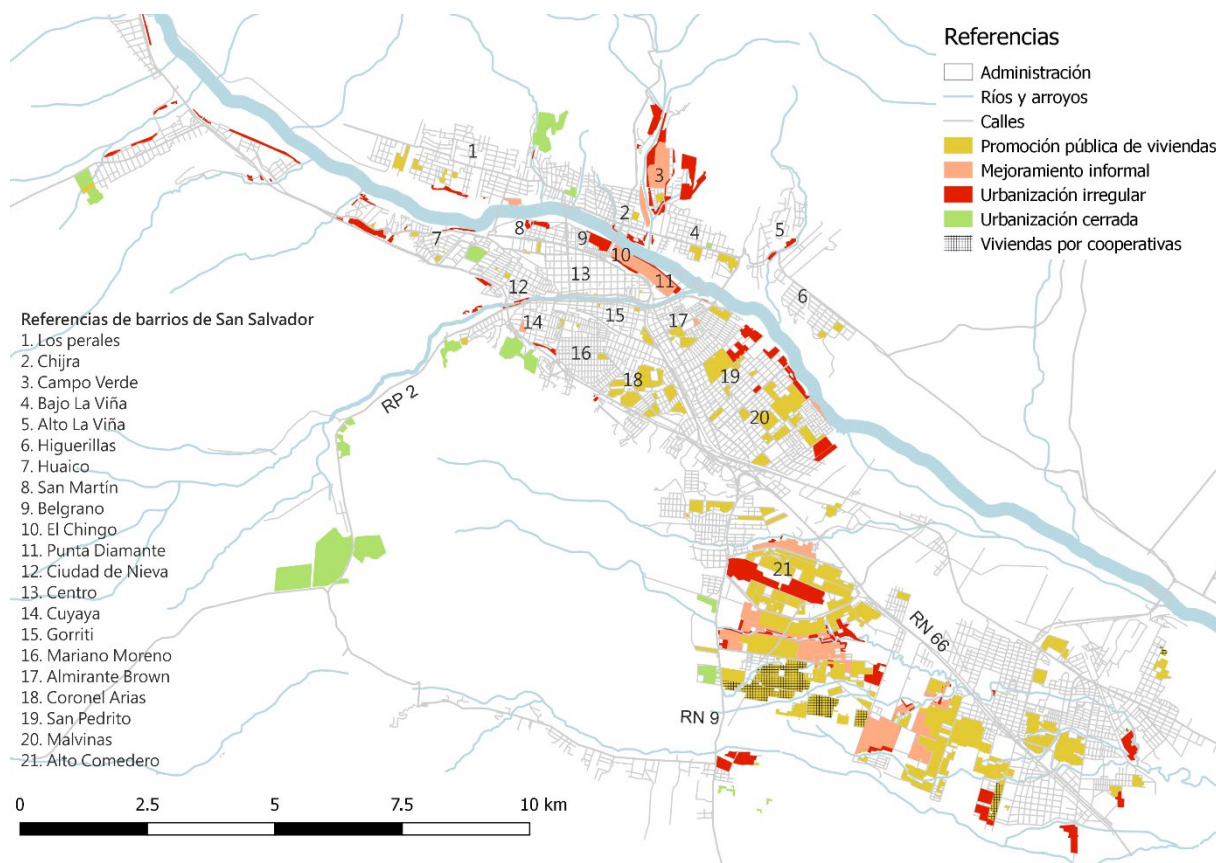 Referencias
Administración
Ríos y arroyos
Calles
Promoción pública de viviendas
Mejoramiento informal
Urbanización irregular
Urbanización cerrada
Viviendas por cooperativas
1
2
3
4
5
6
7
8
9
10
11
12
13
14
15
16
17
18
19
20
21
RP 2
RN 66
RN 9
Referencias de barrios de San Salvador
1. Los perales
2. Chijra
3. Campo Verde
4. Bajo La Viña
5. Alto La Viña
6. Higuerillas
7. Huaico
8. San Martín
9. Belgrano
10. El Chingo
11. Punta Diamante
12. Ciudad de Nieva
13. Centro
14. Cuyaya
15. Gorriti
16. Mariano Moreno
17. Almirante Brown
18. Coronel Arias
19. San Pedrito
20. Malvinas
21. Alto Comedero
0 2.5 5 7.5 10 km